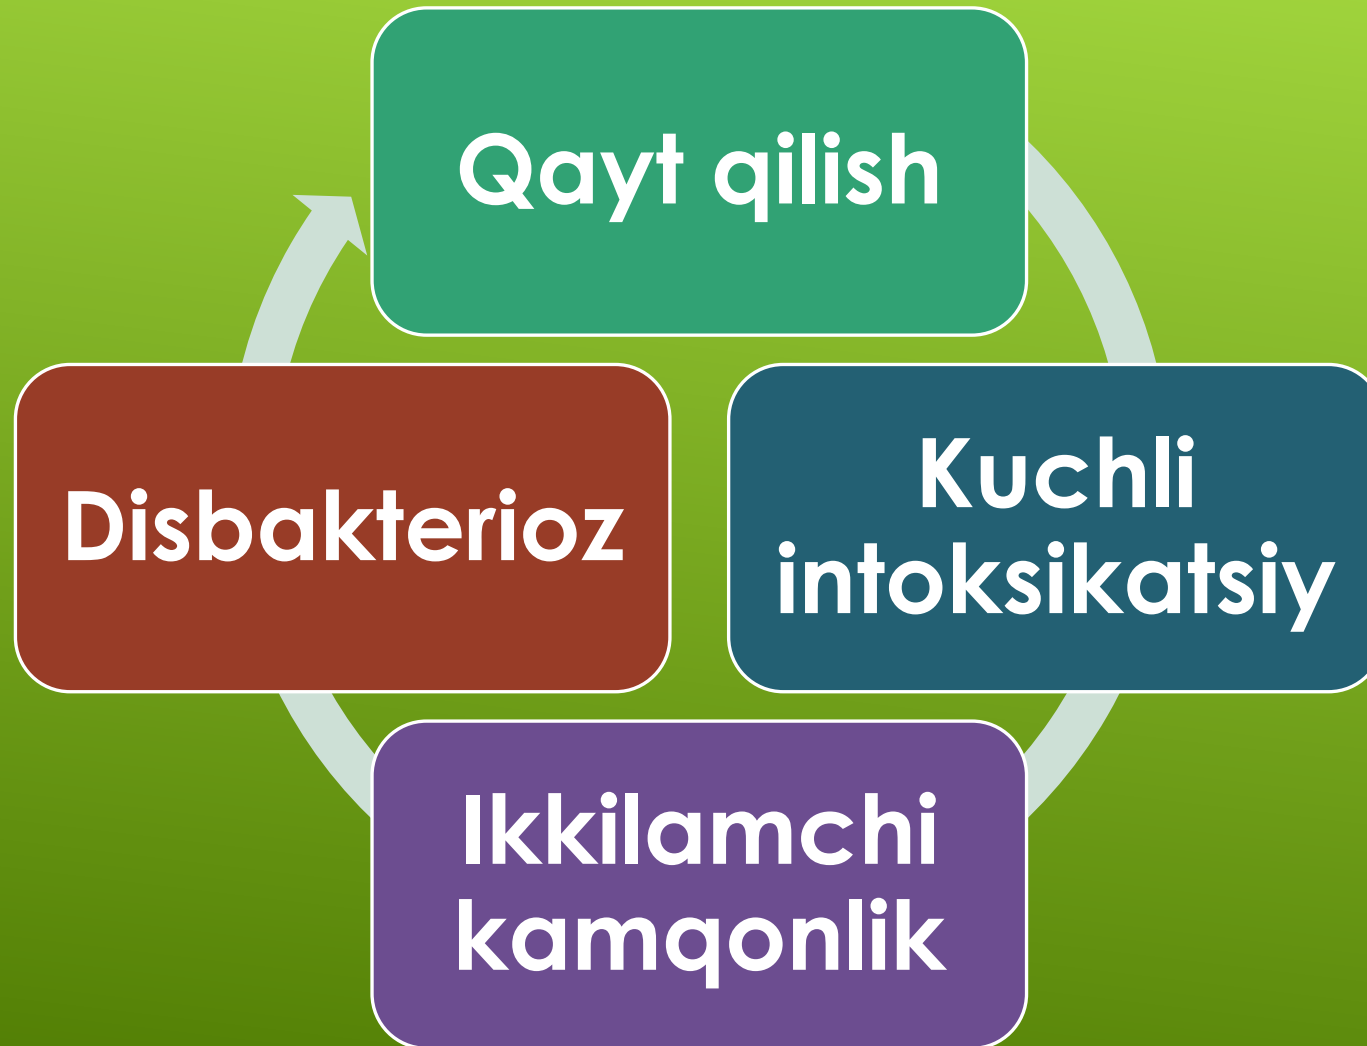 Qayt qilish
Kuchli
intoksikatsiy
Ikkilamchi
kamqonlik
Disbakterioz